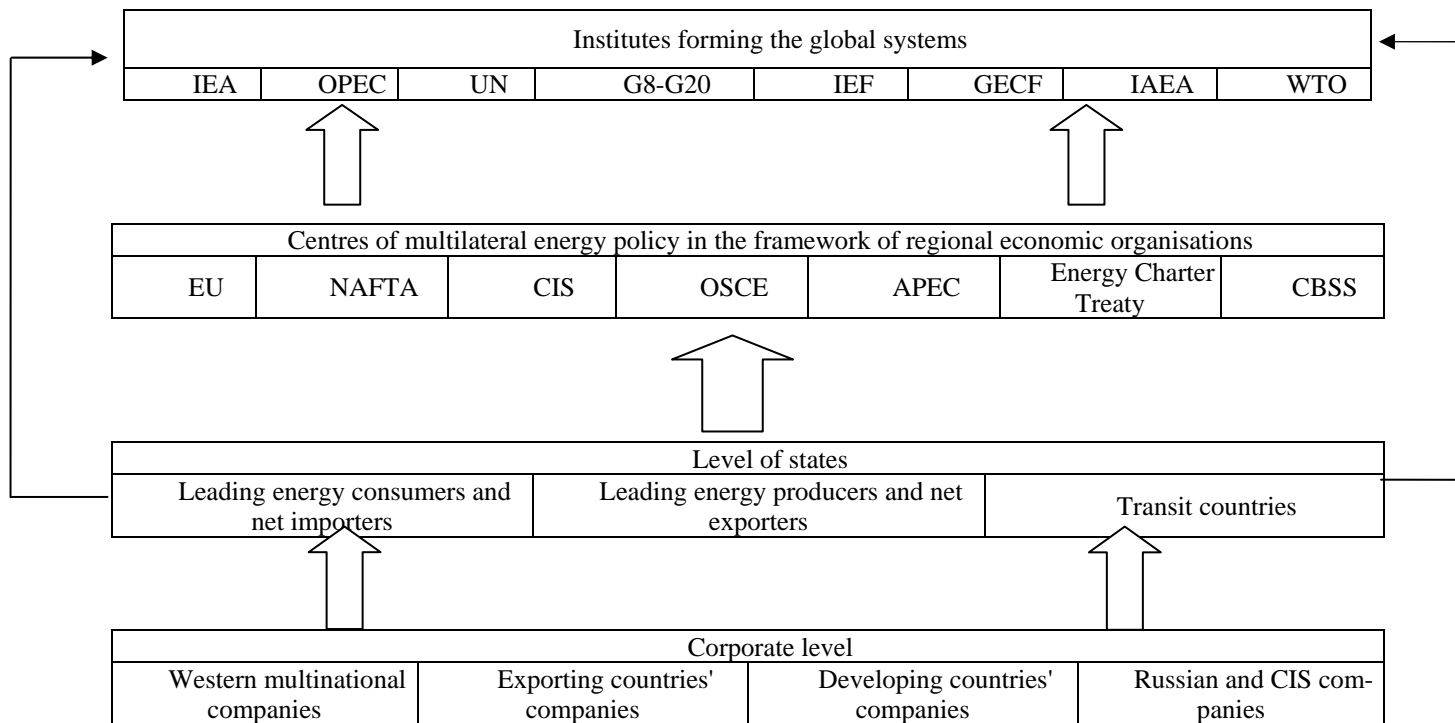 Institutes forming the global systems
IEA OPEC UN G8-G20 IEF GECF IAEA WTO
Centres of multilateral energy policy in the framework of regional economic organisations
EU NAFTA CIS OSCE APEC Energy Charter
Treaty CBSS
Level of states
Leading energy consumers and
net importers
Leading energy producers and net
exporters
Transit countries
Corporate level
Western multinational
companies
Exporting countries'
companies
Developing countries'
companies
Russian and CIS com-
panies